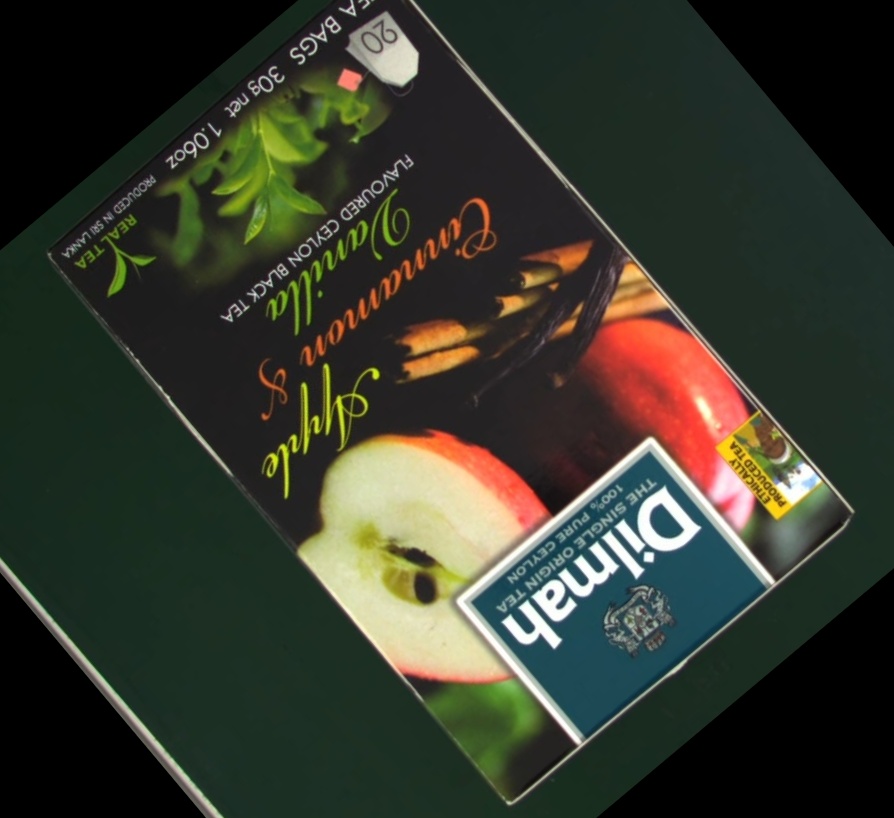 Dilmah
THE SINGLE ORIGIN TEA
100% PURE CEYLON
ETHICALLY
PRODUCED TEA
Apple
Cinnamon &
Vanilla
FLAVOURED CEYLON BLACK TEA
REAL TEA
PRODUCED IN SRI LANKA
20
EA BAGS 30g net 1.06oz